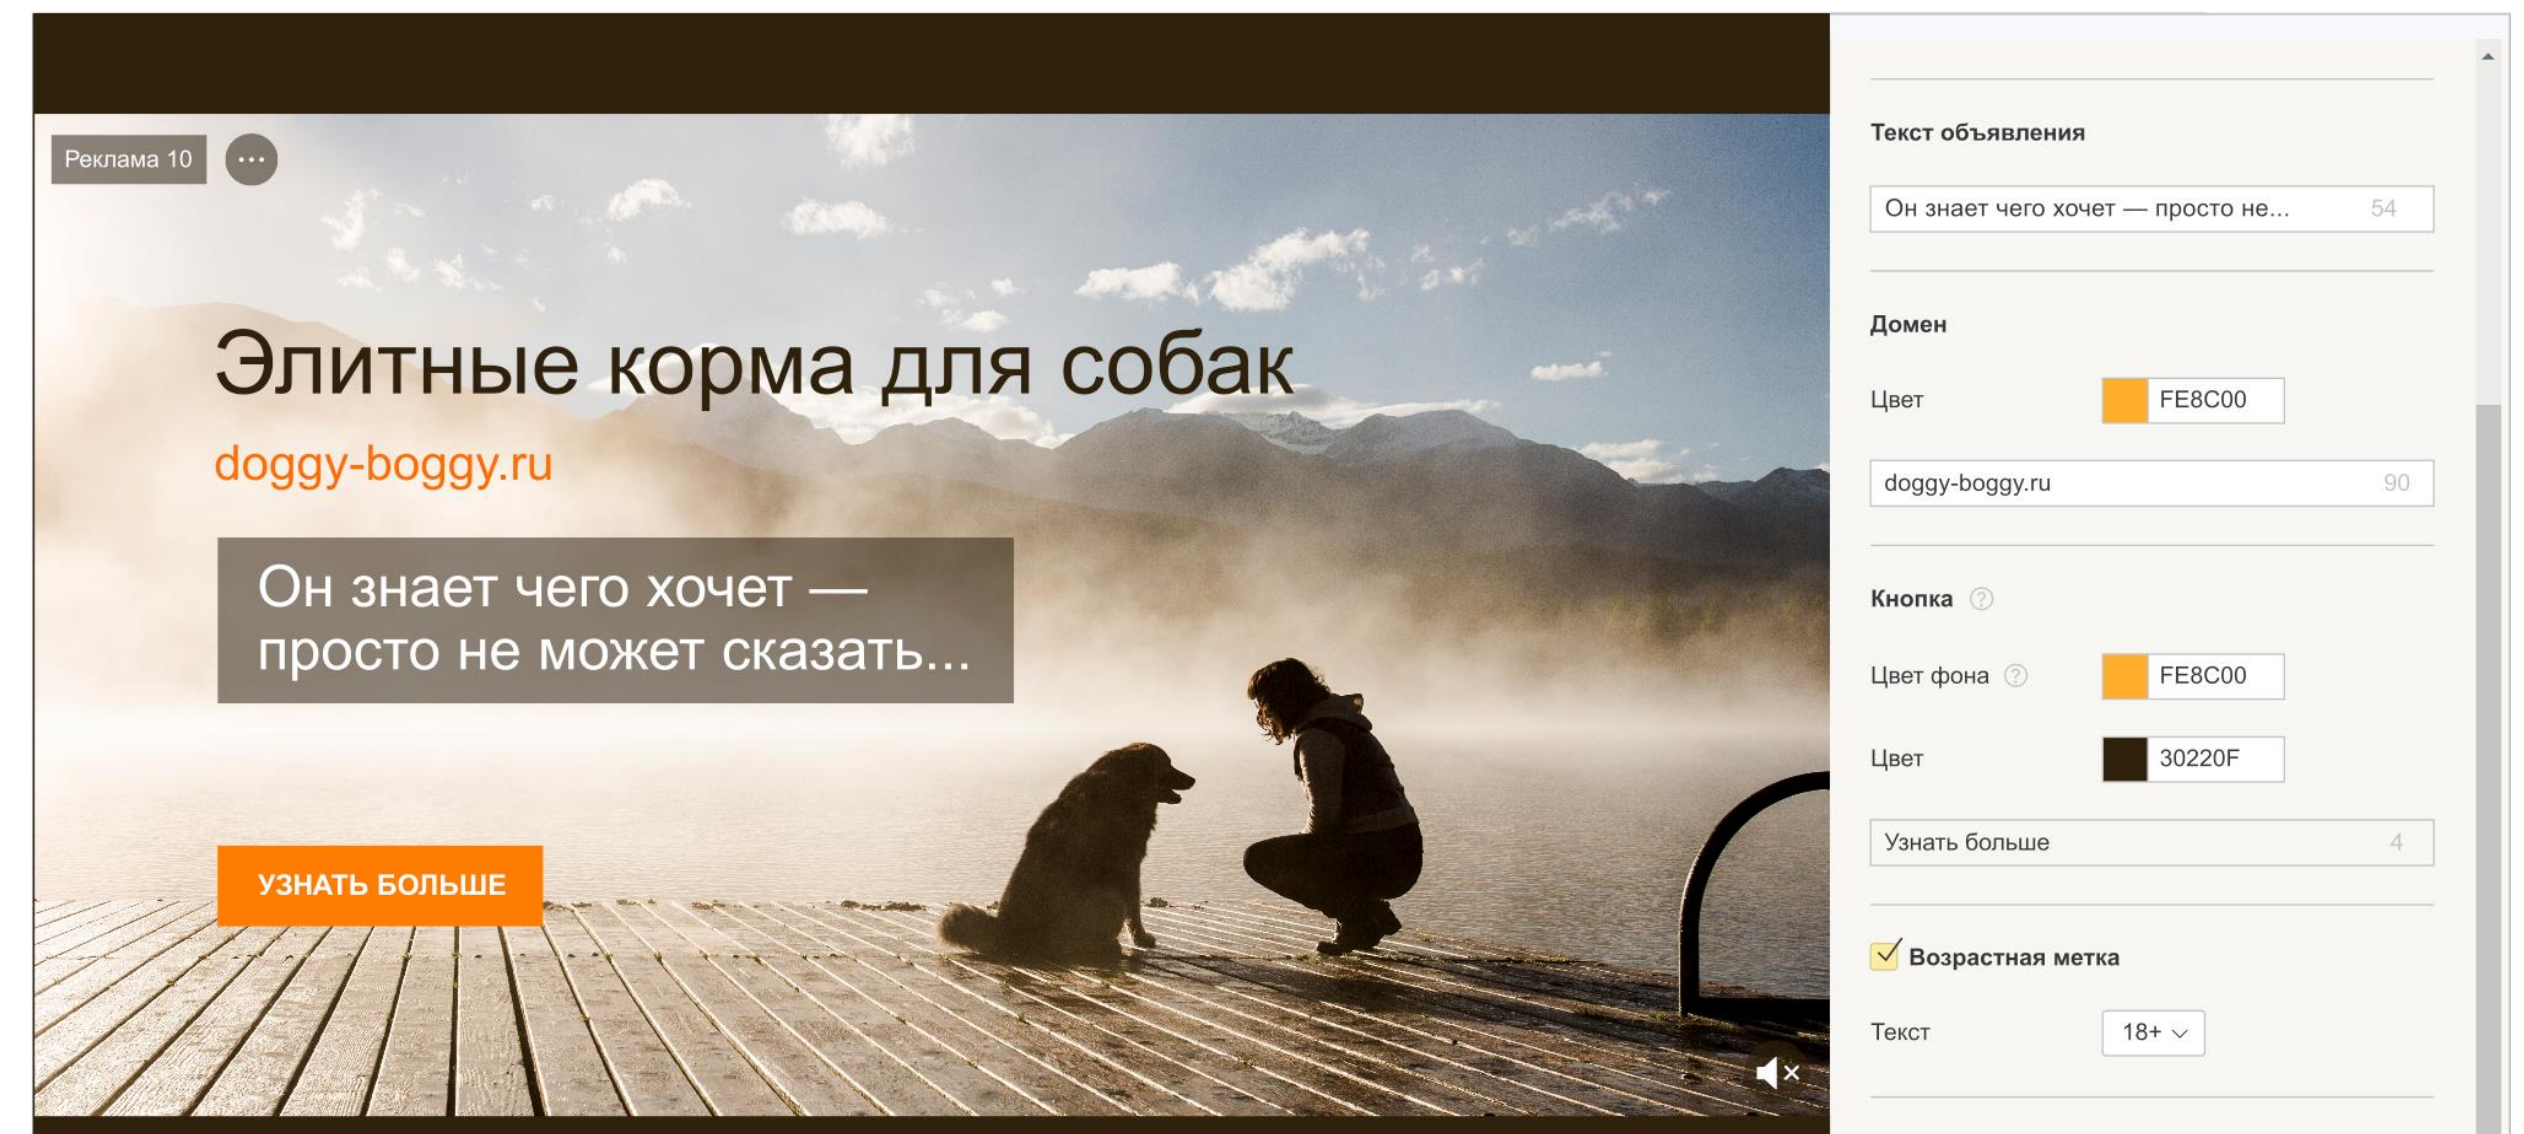 Реклама 10
Элитные корма для собак
doggy-boggy.ru
Он знает чего хочет —
просто не может сказать...
УЗНАТЬ БОЛЬШЕ
Текст объявления
Он знает чего хочет — просто не... 54
Домен
Цвет FE8C00
doggy-boggy.ru 90
Кнопка ?
Цвет фона ? FE8C00
Цвет 30220F
Узнать больше 4
Возрастная метка
Текст 18+